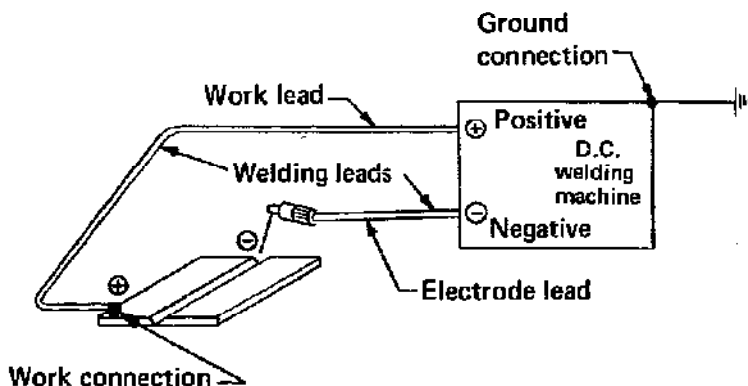 Ground
connection
Work lead
⊕ Positive
D.C.
welding
machine
Welding leads
⊖ Negative
⊖
⊕
Electrode lead
Work connection